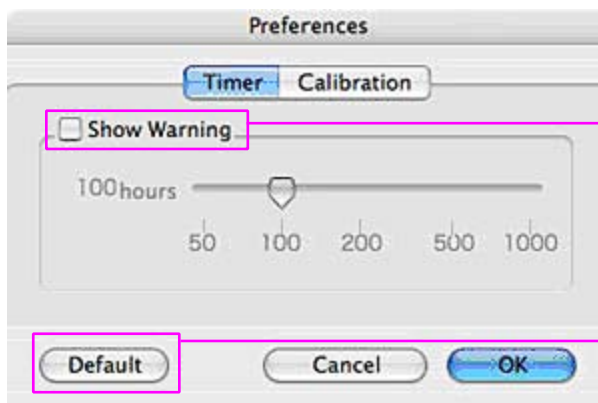 Preferences
Timer Calibration
Show Warning
100 hours
50 100 200 500 1000
Default Cancel OK